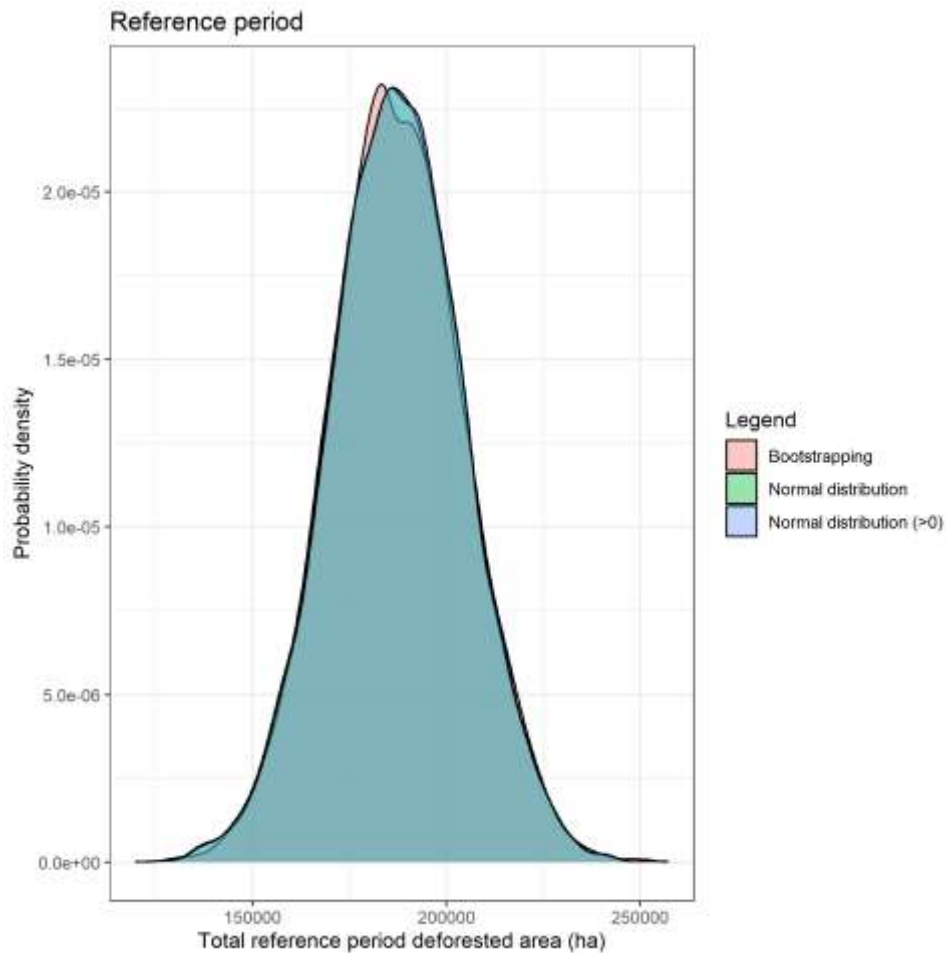 Reference period
2.0e-05
1.5e-05
1.0e-05
5.0e-06
0.0e+00
Probability density
150000 200000 250000
Total reference period deforested area (ha)
Legend
Bootstrapping
Normal distribution
Normal distribution (>0)